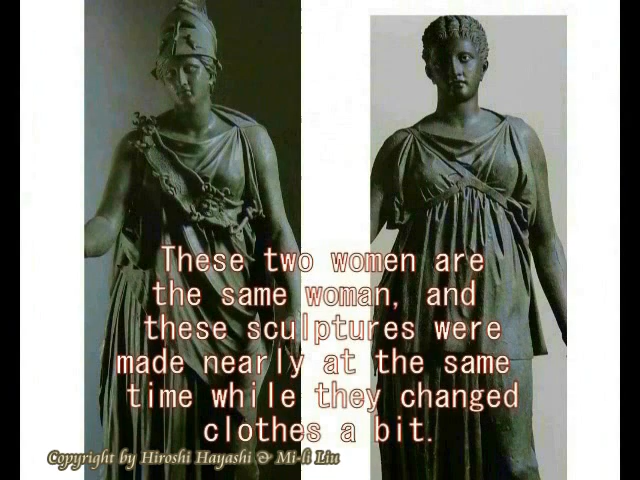 These two women are
the same woman, and
these sculptures were
made nearly at the same
time while they changed
clothes a bit.
Copyright by Hiroshi Hayashi & Mi-li Liu